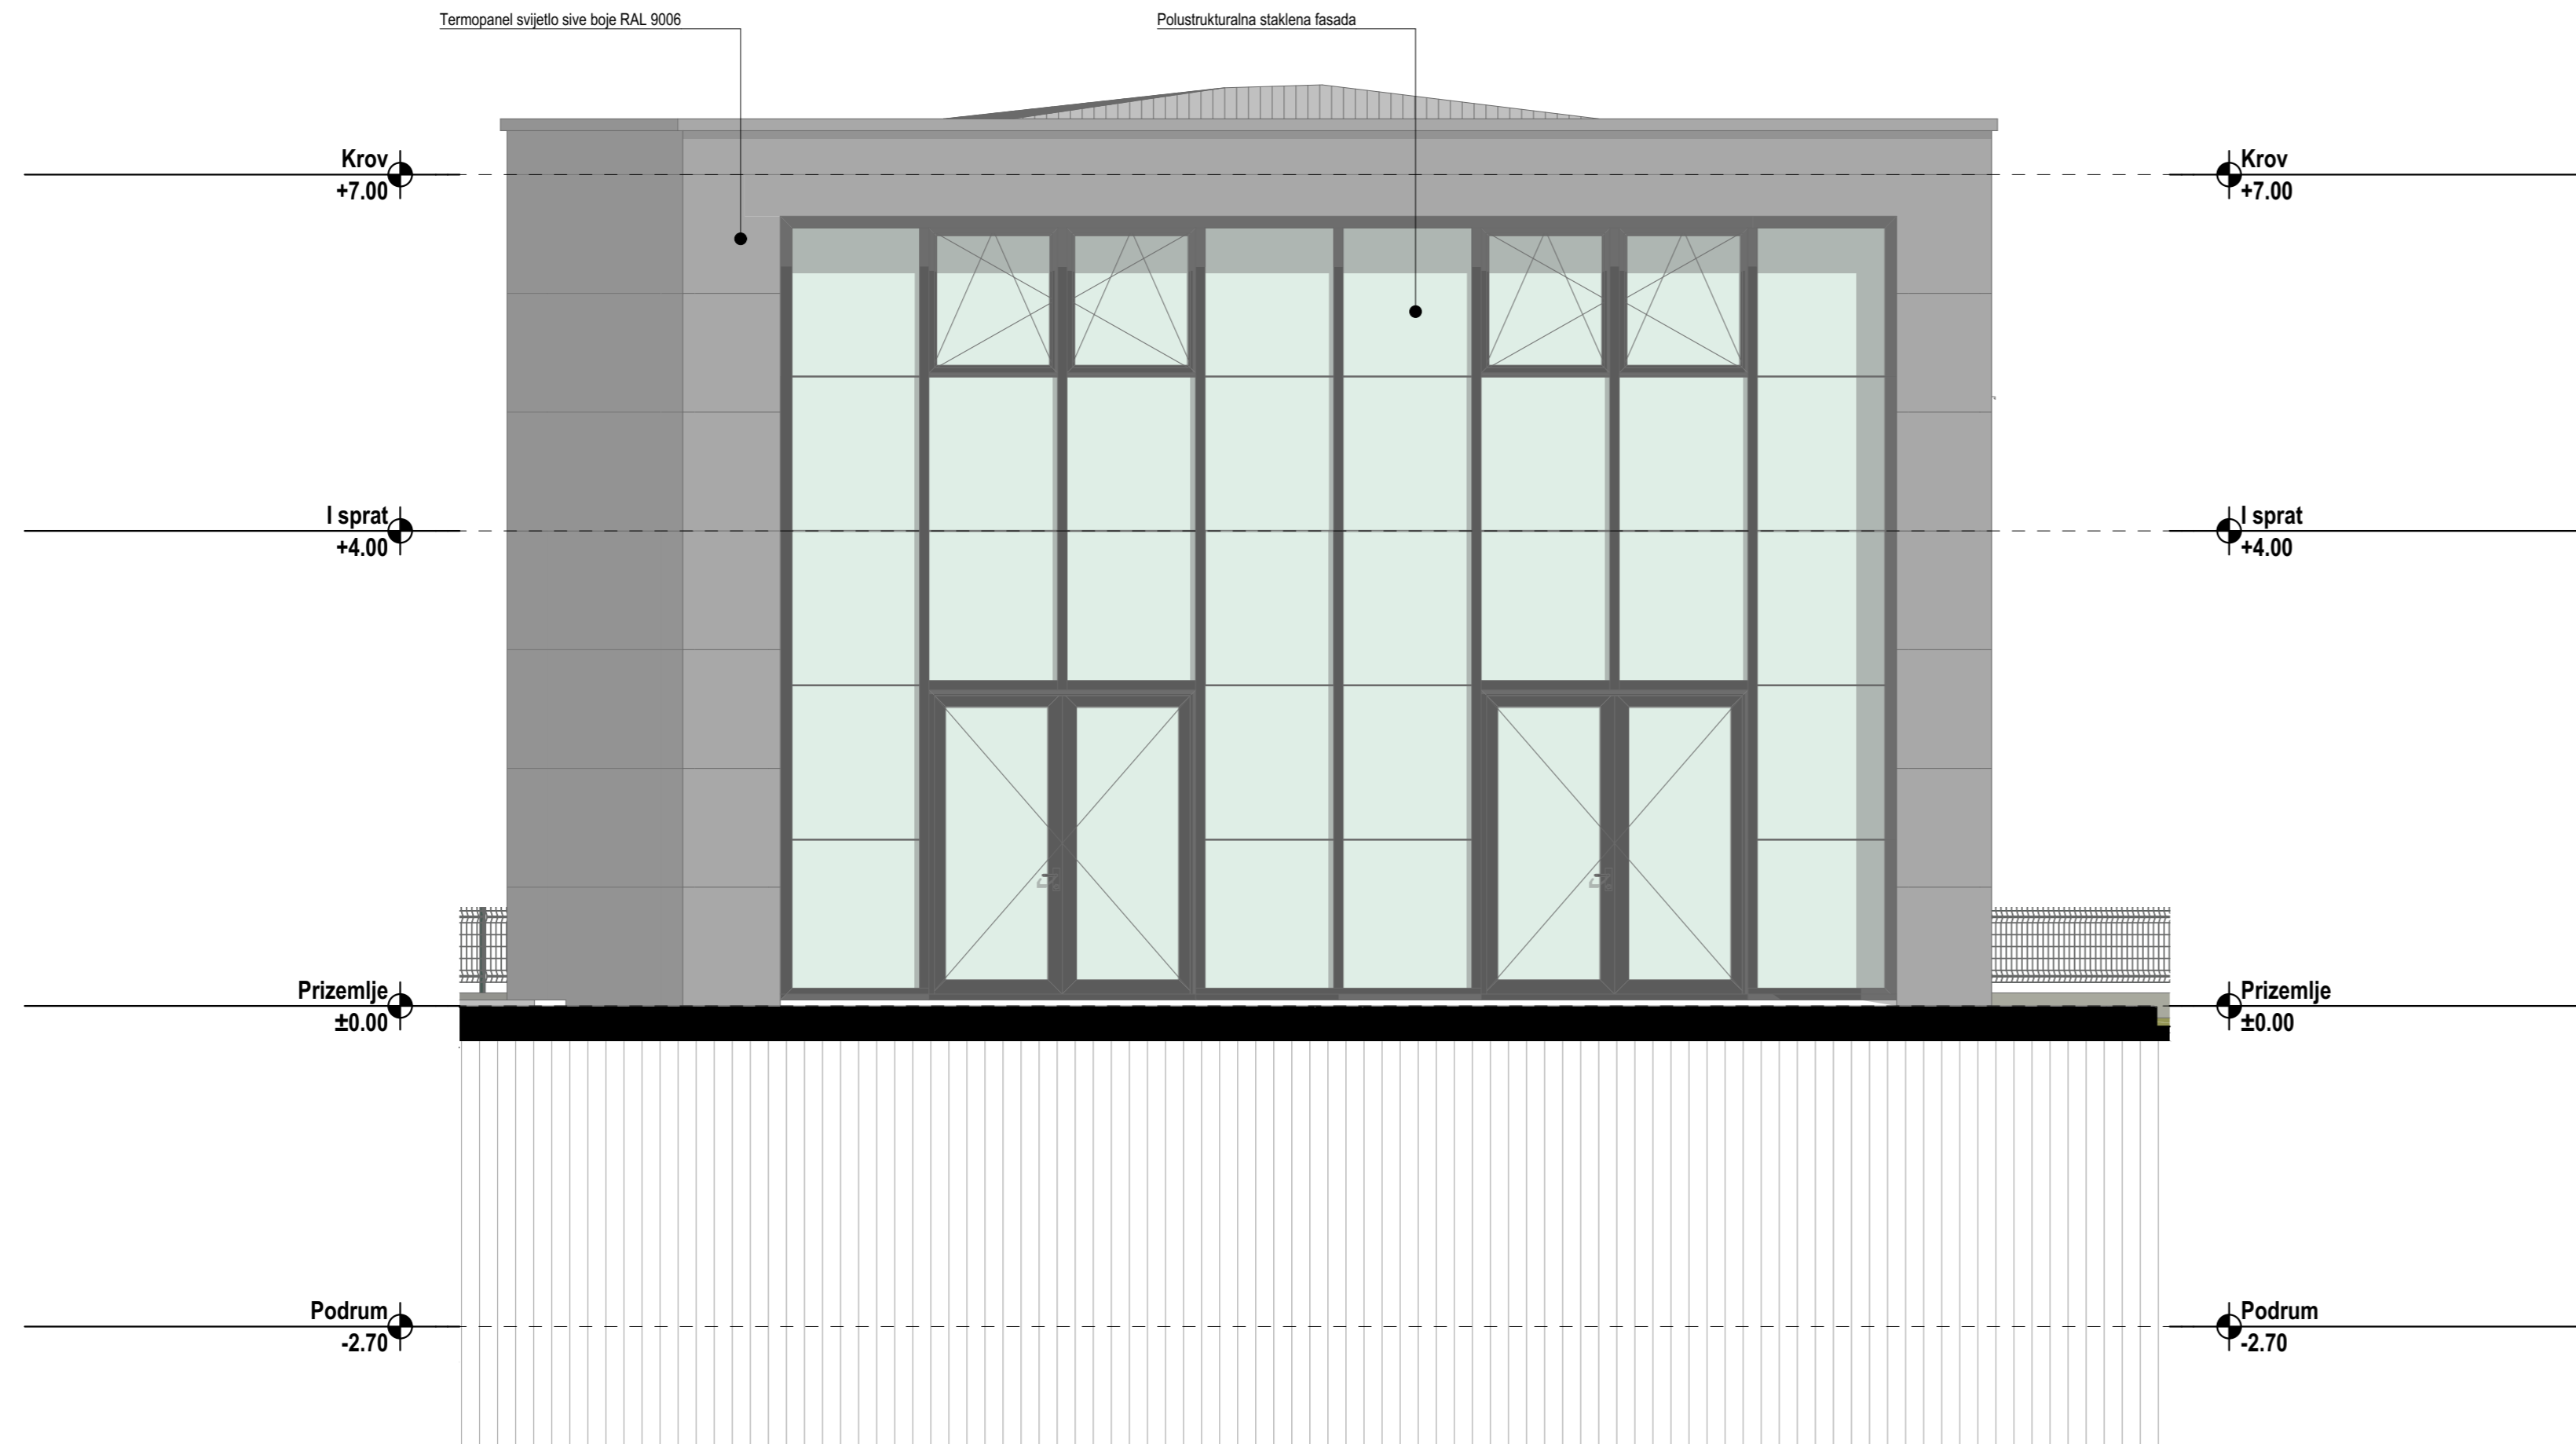 Termopanel svijetlo sive boje RAL 9006
Polustrukturalna staklena fasada
Krov
+7.00
Krov
+7.00
I sprat
+4.00
I sprat
+4.00
Prizemlje
±0.00
Prizemlje
±0.00
Podrum
-2.70
Podrum
-2.70